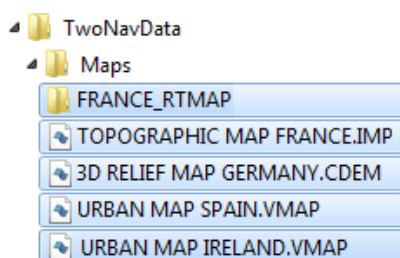 TwoNavData
Maps
FRANCE_RTMAP
TOPOGRAPHIC MAP FRANCE.IMP
3D RELIEF MAP GERMANY.CDEM
URBAN MAP SPAIN.VMAP
URBAN MAP IRELAND.VMAP